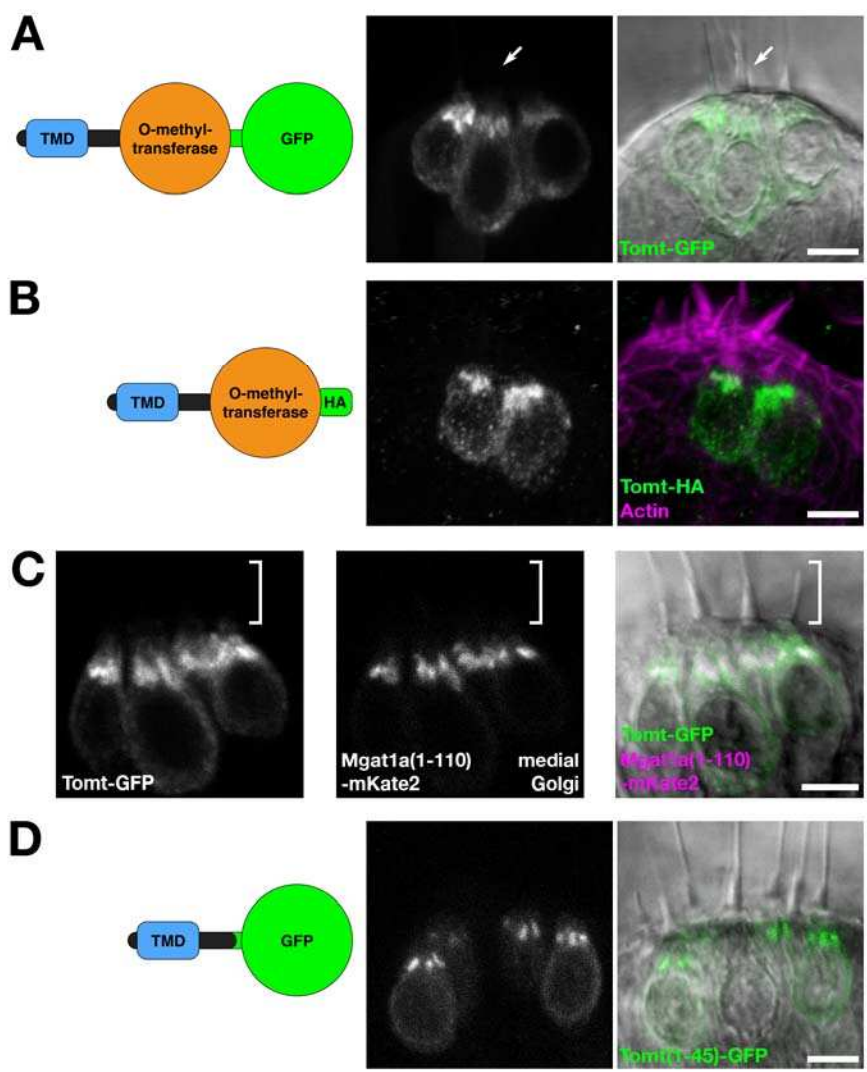 A
TMD
O-methyl-
transferase
GFP
Tomt-GFP
B
TMD
O-methyl-
transferase
HA
Tomt-HA
Actin
C
Tomt-GFP
Mgat1a(1-110)
-mKate2
medial
Golgi
Tomt-GFP
Mgat1a(1-110)
-mKate2
D
TMD
GFP
Tomt(1-45)-GFP